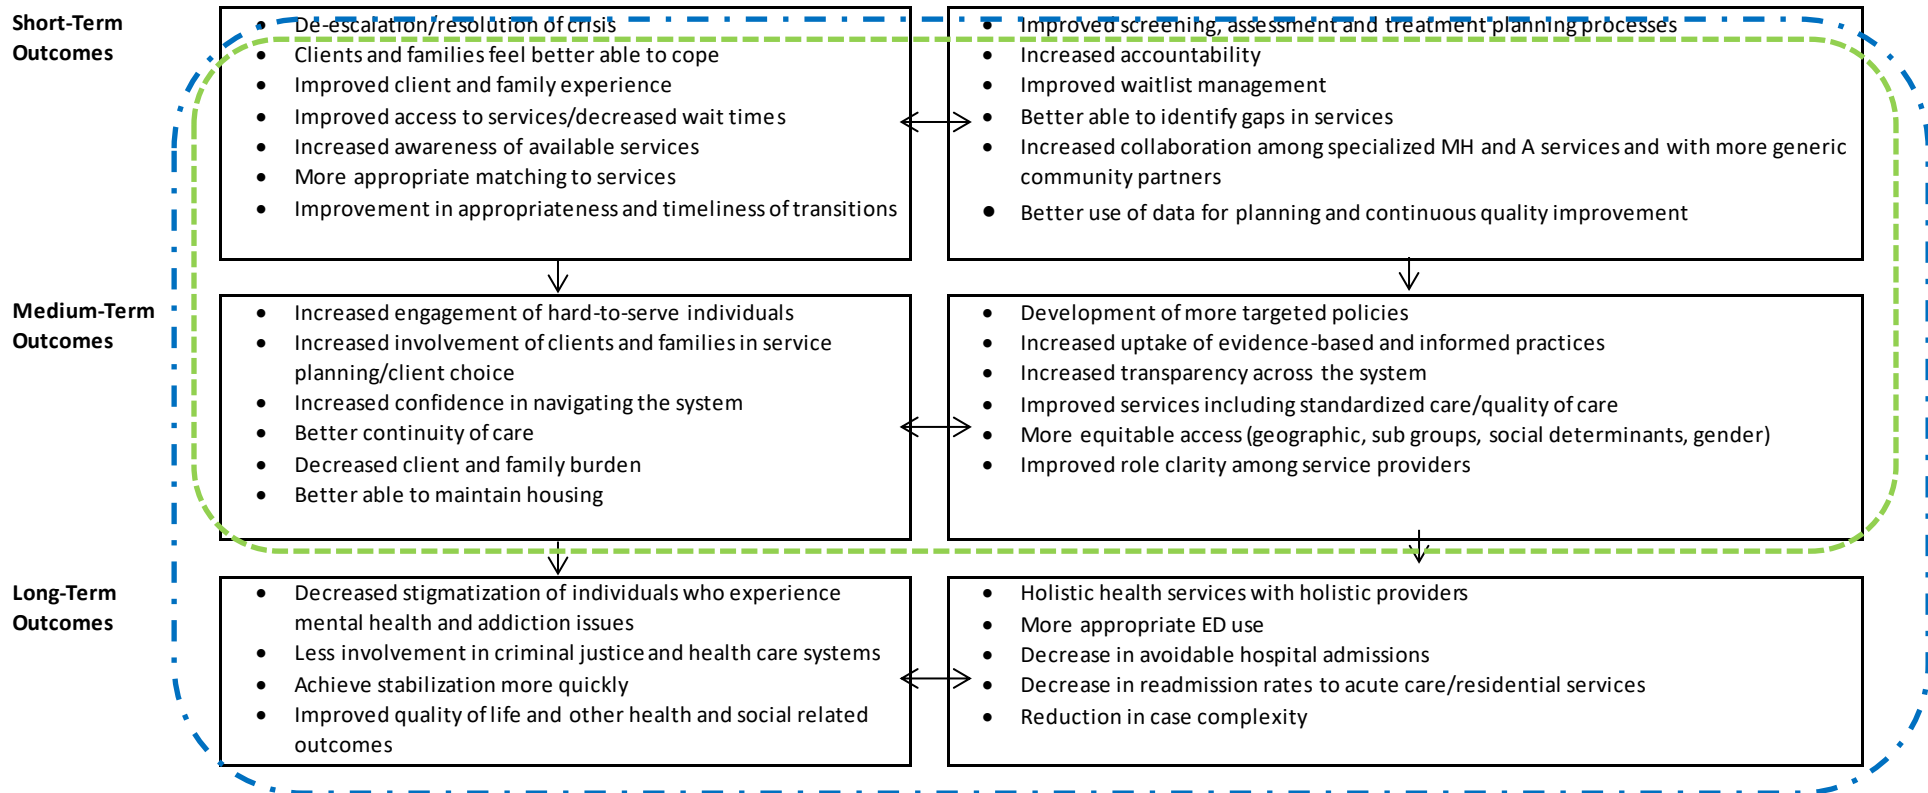 Short-Term
Outcomes
• De-escalation/resolution of crisis
• Clients and families feel better able to cope
• Improved client and family experience
• Improved access to services/decreased wait times
• Increased awareness of available services
• More appropriate matching to services
• Improvement in appropriateness and timeliness of transitions
• Improved screening, assessment and treatment planning processes
• Increased accountability
• Improved waitlist management
• Better able to identify gaps in services
• Increased collaboration among specialized MH and A services and with more generic
community partners
• Better use of data for planning and continuous quality improvement
Medium-Term
Outcomes
• Increased engagement of hard-to-serve individuals
• Increased involvement of clients and families in service
planning/client choice
• Increased confidence in navigating the system
• Better continuity of care
• Decreased client and family burden
• Better able to maintain housing
• Development of more targeted policies
• Increased uptake of evidence-based and informed practices
• Increased transparency across the system
• Improved services including standardized care/quality of care
• More equitable access (geographic, sub groups, social determinants, gender)
• Improved role clarity among service providers
Long-Term
Outcomes
• Decreased stigmatization of individuals who experience
mental health and addiction issues
• Less involvement in criminal justice and health care systems
• Achieve stabilization more quickly
• Improved quality of life and other health and social related
outcomes
• Holistic health services with holistic providers
• More appropriate ED use
• Decrease in avoidable hospital admissions
• Decrease in readmission rates to acute care/residential services
• Reduction in case complexity